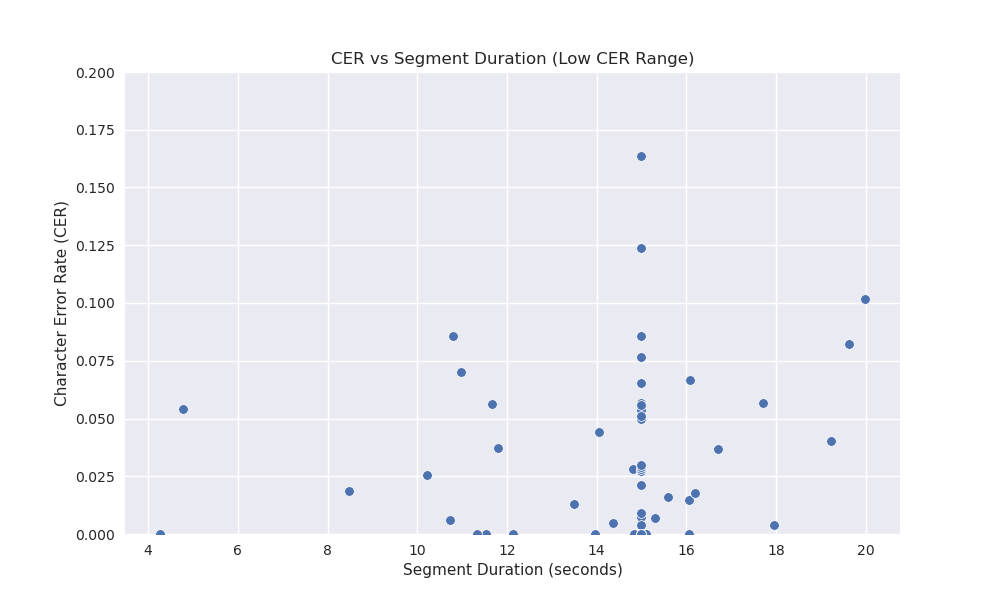 CER vs Segment Duration (Low CER Range)
0.200
0.175
0.150
0.125
0.100
0.075
0.050
0.025
0.000
Character Error Rate (CER)
4 6 8 10 12 14 16 18 20
Segment Duration (seconds)